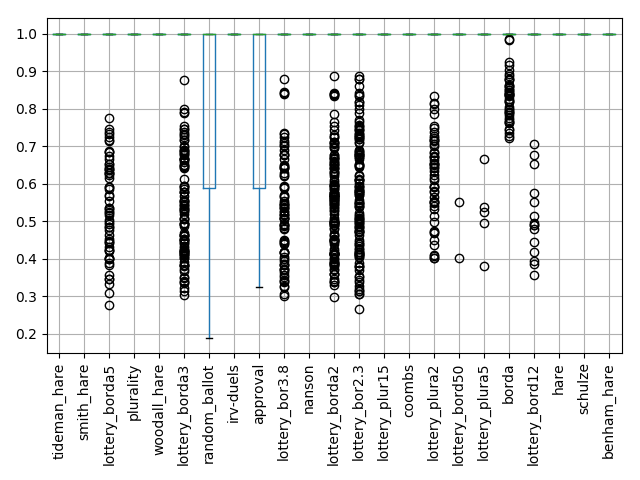 1.0
0.9
0.8
0.7
0.6
0.5
0.4
0.3
0.2
tideman_hare
smith_hare
lottery_borda5
plurality
woodall_hare
lottery_borda3
random_ballot
irv-duels
approval
lottery_bor3.8
nanson
lottery_borda2
lottery_bor2.3
lottery_plur15
coombs
lottery_plura2
lottery_bord50
lottery_plura5
borda
lottery_bord12
hare
schulze
benham_hare